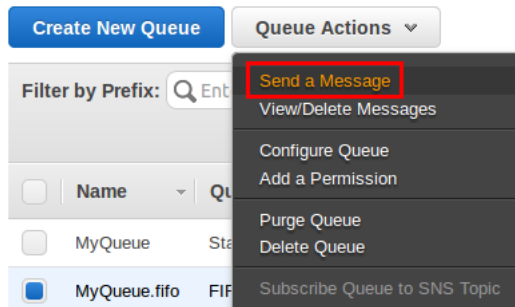 Create New Queue
Queue Actions
Filter by Prefix:
Send a Message
View/Delete Messages
Configure Queue
Add a Permission
Purge Queue
Delete Queue
Subscribe Queue to SNS Topic
Name
MyQueue
MyQueue.fifo